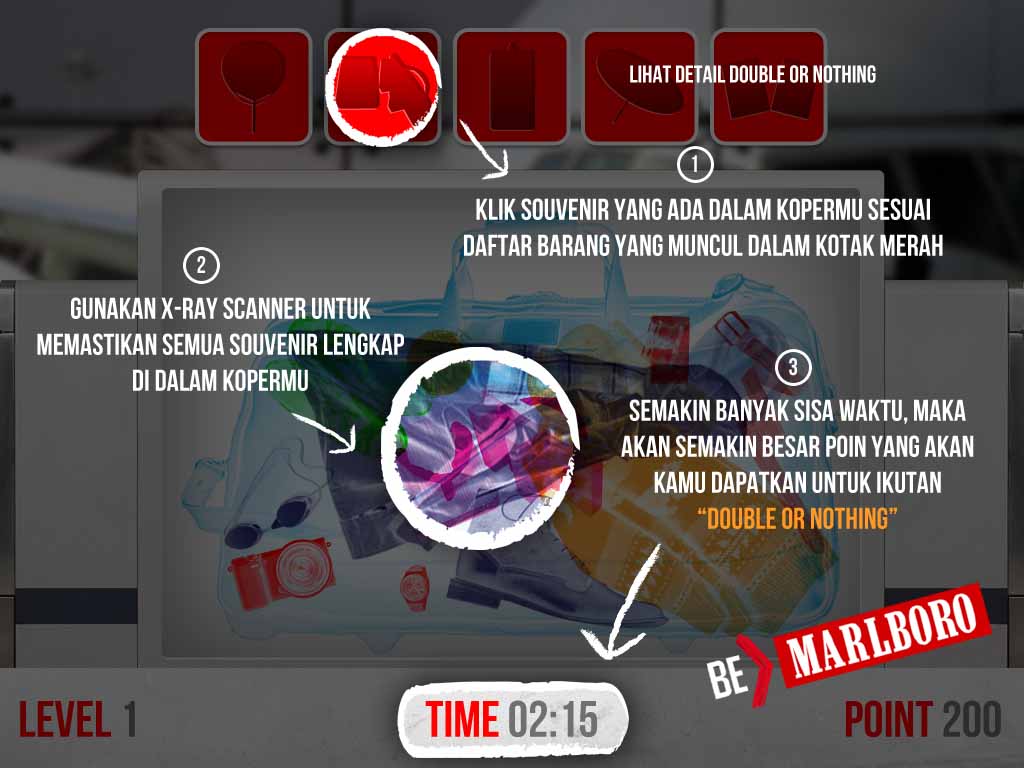 LIHAT DETAIL DOUBLE OR NOTHING
1
KLIK SOUVENIR YANG ADA DALAM KOPERMU SESUAI
DAFTAR BARANG YANG MUNCUL DALAM KOTAK MERAH
2
GUNAKAN X-RAY SCANNER UNTUK
MEMASTIKAN SEMUA SOUVENIR LENGKAP
DI DALAM KOPERMU
3
SEMAKIN BANYAK SISA WAKTU, MAKA
AKAN SEMAKIN BESAR POIN YANG AKAN
KAMU DAPATKAN UNTUK IKUTAN
“DOUBLE OR NOTHING”
BE MARLBORO
LEVEL 1
TIME 02:15
POINT 200